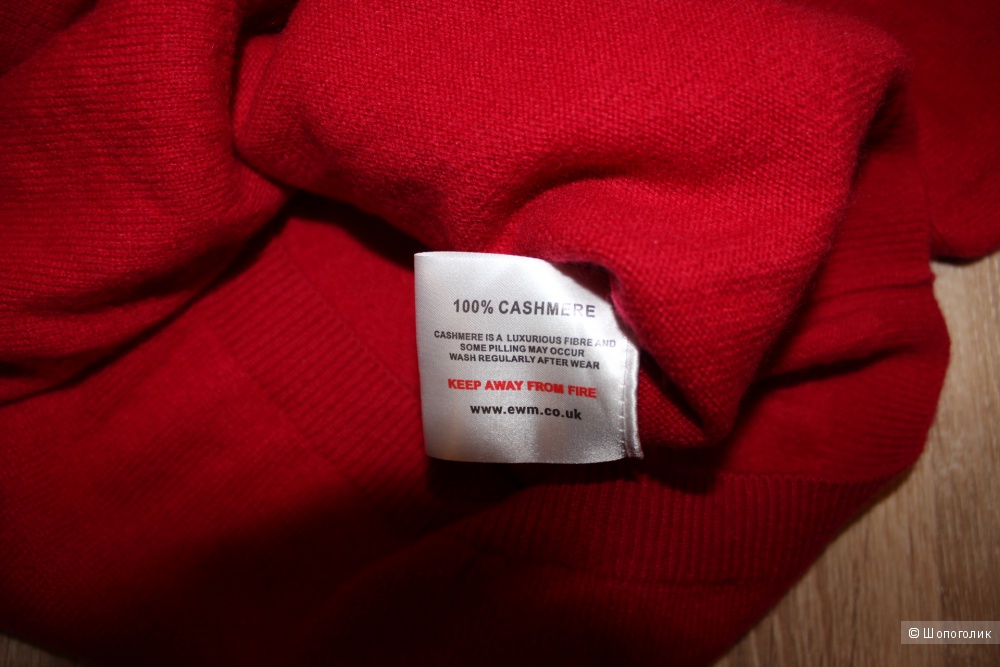 100% CASHMERE
CASHMERE IS A LUXURIOUS FIBRE AND
SOME PILLING MAY OCCUR
WASH REGULARLY AFTER WEAR
KEEP AWAY FROM FIRE
www.ewm.co.uk
© Шопоголик